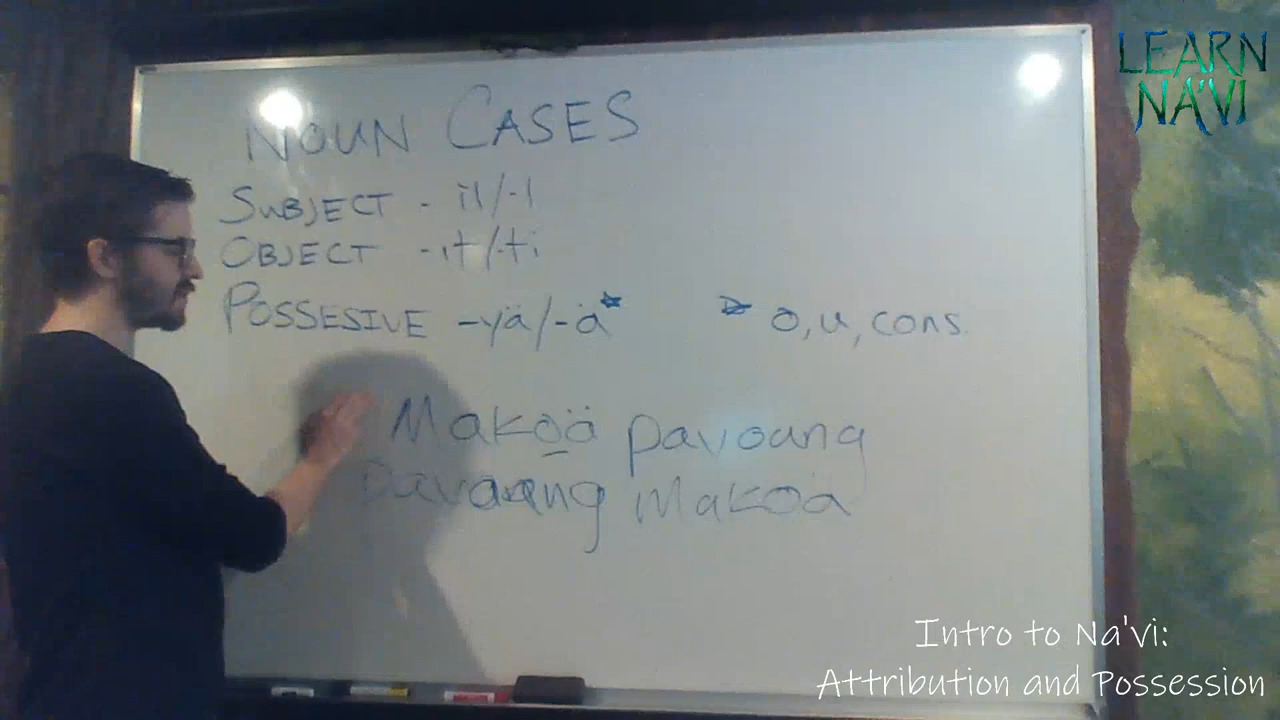 LEARN
NA'VI
NOUN CASES
SUBJECT - il/-l
OBJECT -it/-ti
POSSESIVE -yä/-ä* * o,u,cons.
Makoä pavoang
Makoä
Intro to Na'vi:
Attribution and Possession